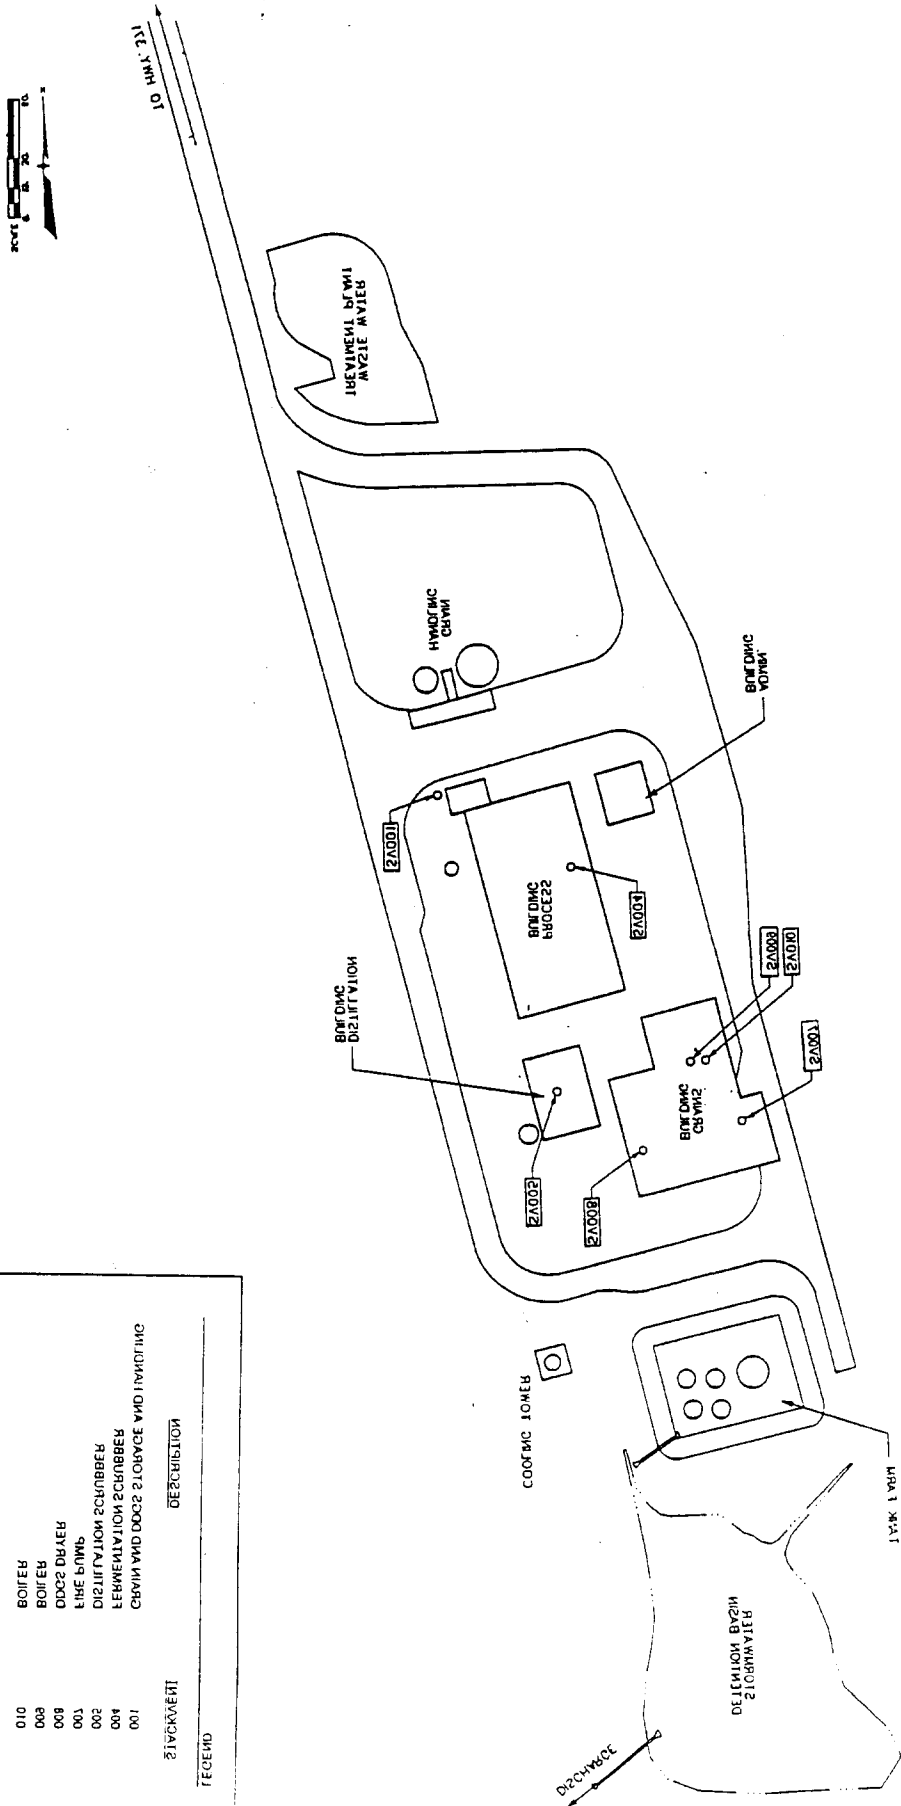 TO HWY. 371
SCALE
WASTE WATER
TREATMENT PLANT
GRAIN
HANDLING
ADMIN.
BUILDING
SV001
PROCESS
BUILDING
SV004
SV009
SV010
SV007
DISTILLATION
BUILDING
GRAINS
BUILDING
SV005
SV008
COOLING TOWER
TANK FARM
STORMWATER
DETENTION BASIN
DISCHARGE
LEGEND
STACK/VENT DESCRIPTION
001 GRAIN AND DDGS STORAGE AND HANDLING
004 FERMENTATION SCRUBBER
005 DISTILLATION SCRUBBER
007 FIRE PUMP
008 DDGS DRYER
009 BOILER
010 BOILER